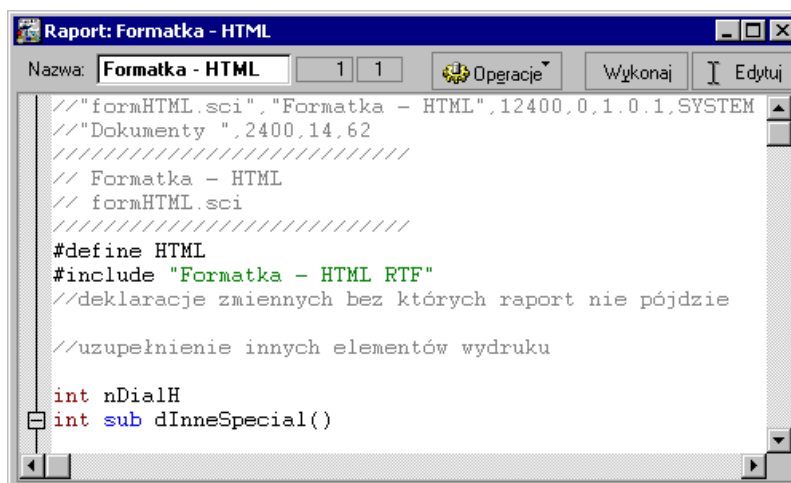 Raport: Formatka - HTML
Nazwa: Formatka - HTML 1 1 Operacje Wykonaj Edytuj
//"formHTML.sci","Formatka – HTML",12400,0,1.0.1,SYSTEM
//"Dokumenty ",2400,14,62
////////////////////////////
// Formatka – HTML
// formHTML.sci
////////////////////////////
#define HTML
#include "Formatka – HTML RTF"
//deklaracje zmiennych bez których raport nie pójdzie
//uzupełnienie innych elementów wydruku
int nDialH
int sub dInneSpecial()